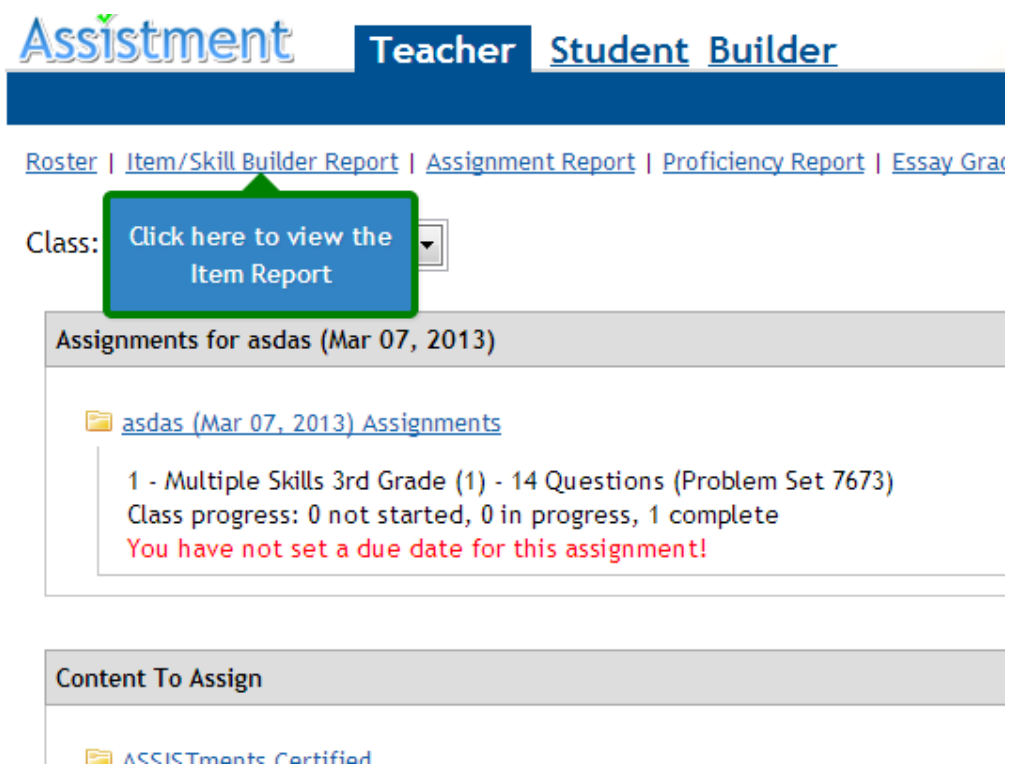 Assistment Teacher Student Builder
Roster | Item/Skill Builder Report | Assignment Report | Proficiency Report | Essay Grad
Class:
Click here to view the
Item Report
Assignments for asdas (Mar 07, 2013)
asdas (Mar 07, 2013) Assignments
1 - Multiple Skills 3rd Grade (1) - 14 Questions (Problem Set 7673)
Class progress: 0 not started, 0 in progress, 1 complete
You have not set a due date for this assignment!
Content To Assign
ASSISTments Certified